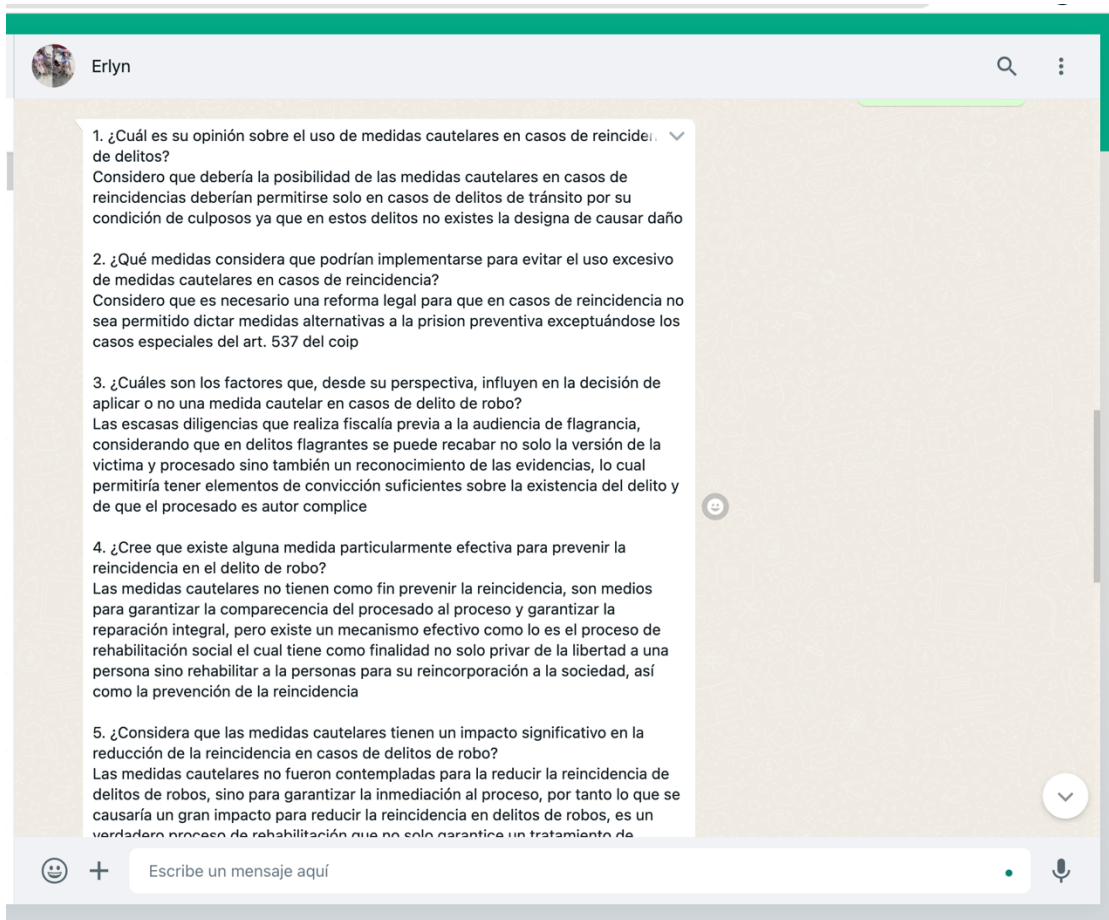 Erlyn
1. ¿Cuál es su opinión sobre el uso de medidas cautelares en casos de
de delitos?
Considero que debería la posibilidad de las medidas cautelares en casos de
reincidencias deberían permitirse solo en casos de delitos de tránsito por su
condición de culposos ya que en estos delitos no existes la designa de causar daño
2. ¿Qué medidas considera que podrían implementarse para evitar el uso excesivo
de medidas cautelares en casos de reincidencia?
Considero que es necesario una reforma legal para que en casos de reincidencia no
sea permitido dictar medidas alternativas a la prision preventiva exceptuándose los
casos especiales del art. 537 del coip
3. ¿Cuáles son los factores que, desde su perspectiva, influyen en la decisión de
aplicar o no una medida cautelar en casos de delito de robo?
Las escasas diligencias que realiza fiscalía previa a la audiencia de flagrancia,
considerando que en delitos flagrantes se puede recabar no solo la versión de la
victima y procesado sino también un reconocimiento de las evidencias, lo cual
permitiría tener elementos de convicción suficientes sobre la existencia del delito y
de que el procesado es autor complice
4. ¿Cree que existe alguna medida particularmente efectiva para prevenir la
reincidencia en el delito de robo?
Las medidas cautelares no tienen como fin prevenir la reincidencia, son medios
para garantizar la comparecencia del procesado al proceso y garantizar la
reparación integral, pero existe un mecanismo efectivo como lo es el proceso de
rehabilitación social el cual tiene como finalidad no solo privar de la libertad a una
persona sino rehabilitar a la personas para su reincorporación a la sociedad, así
como la prevención de la reincidencia
5. ¿Considera que las medidas cautelares tienen un impacto significativo en la
reducción de la reincidencia en casos de delitos de robo?
Las medidas cautelares no fueron contempladas para la reducir la reincidencia de
delitos de robos, sino para garantizar la inmediación al proceso, por tanto lo que se
causaría un gran impacto para reducir la reincidencia en delitos de robos, es un
verdadero proceso de rehabilitación que no solo garantice un tratamiento de
Escribe un mensaje aquí